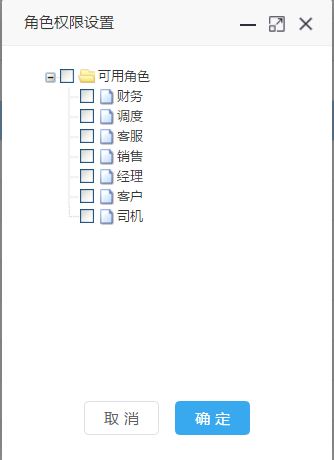 角色权限设置
可用角色
财务
调度
客服
销售
经理
客户
司机
取 消 确 定